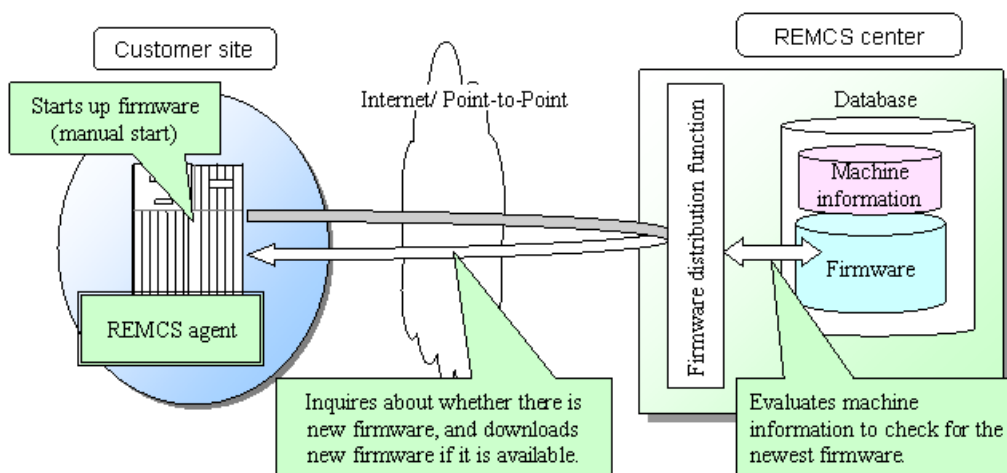 Customer site
REMCS center
Starts up firmware
(manual start)
Internet/ Point-to-Point
Database
Machine
information
Firmware
Firmware distribution function
REMCS agent
Inquires about whether there is
new firmware, and downloads
new firmware if it is available.
Evaluates machine
information to check for the
newest firmware.